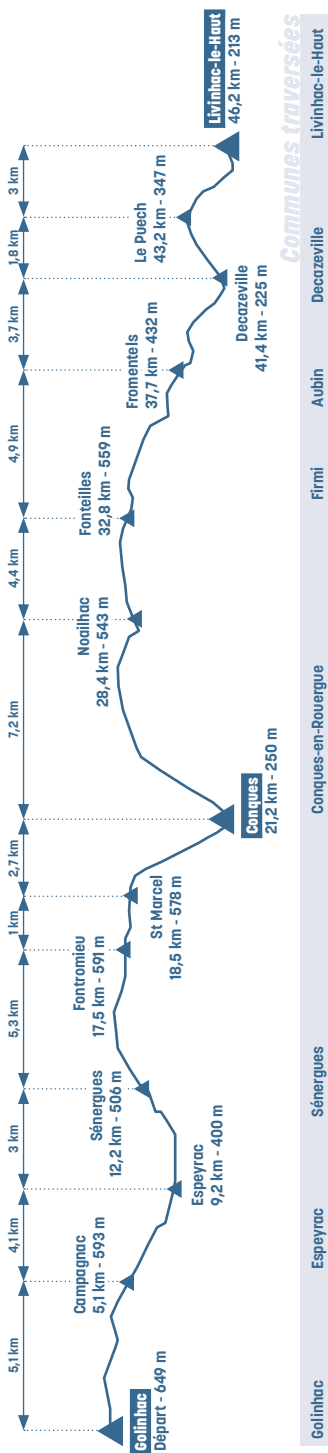 5,1 km
4,1 km
3 km
5,3 km
1 km
2,7 km
7,2 km
4,4 km
4,9 km
3,7 km
1,8 km
3 km
Golinhac
Départ - 649 m
Campagnac
5,1 km - 593 m
Espeyrac
9,2 km - 400 m
Sénergues
12,2 km - 506 m
Fontromieu
17,5 km - 591 m
St Marcel
18,5 km - 578 m
Conques
21,2 km - 250 m
Noailhac
28,4 km - 543 m
Fonteilles
32,8 km - 559 m
Fromentels
37,7 km - 432 m
Decazeville
41,4 km - 225 m
Le Puech
43,2 km - 347 m
Livinhac-le-Haut
46,2 km - 213 m
Communes traversées
Golinhac
Espeyrac
Sénergues
Conques-en-Rouergue
Firmi
Aubin
Decazeville
Livinhac-le-Haut